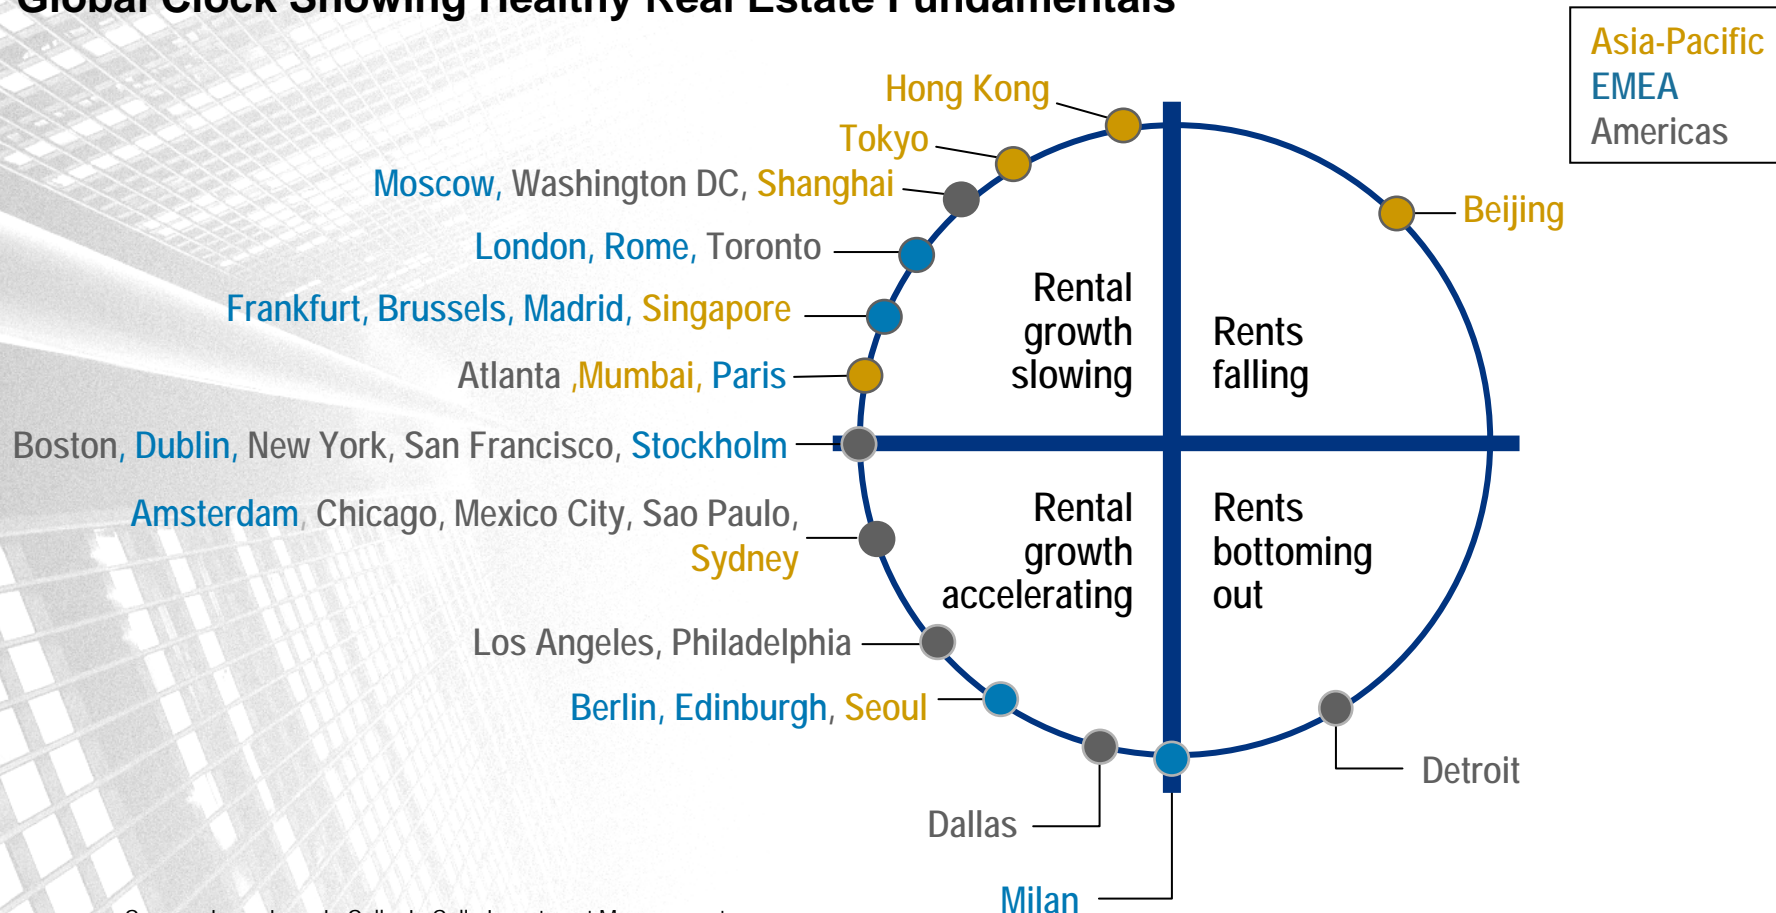 Global Clock Showing Healthy Real Estate Fundamentals
Asia-Pacific
EMEA
Americas
Hong Kong
Tokyo
Moscow, Washington DC, Shanghai
Beijing
London, Rome, Toronto
Rental
growth
slowing
Rents
falling
Frankfurt, Brussels, Madrid, Singapore
Atlanta ,Mumbai, Paris
Boston, Dublin, New York, San Francisco, Stockholm
Amsterdam, Chicago, Mexico City, Sao Paulo,
Sydney
Rental
growth
accelerating
Rents
bottoming
out
Los Angeles, Philadelphia
Berlin, Edinburgh, Seoul
Detroit
Dallas
Milan